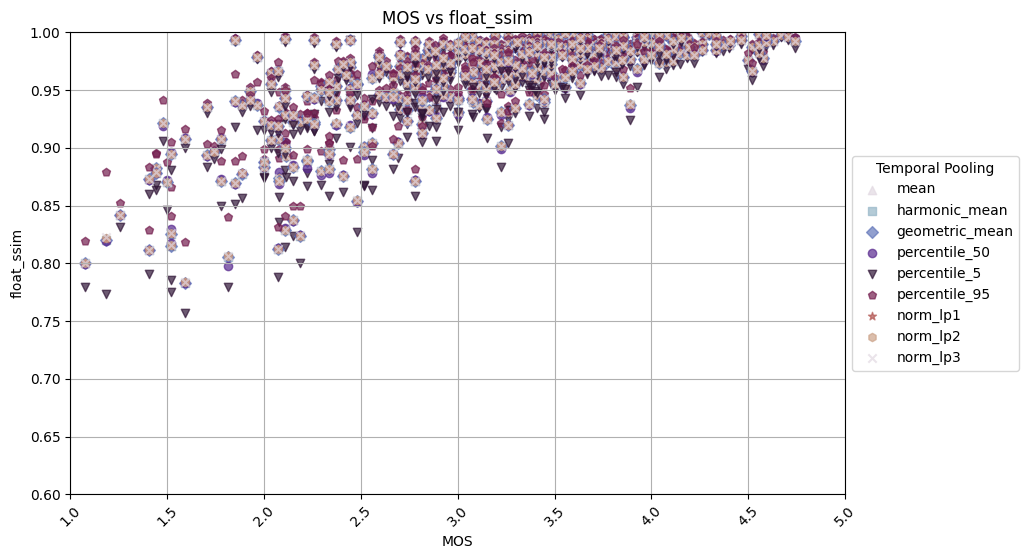 MOS vs float_ssim
float_ssim
1.00
0.95
0.90
0.85
0.80
0.75
0.70
0.65
0.60
1.0
1.5
2.0
2.5
3.0
3.5
4.0
4.5
5.0
MOS
Temporal Pooling
mean
harmonic_mean
geometric_mean
percentile_50
percentile_5
percentile_95
norm_lp1
norm_lp2
norm_lp3